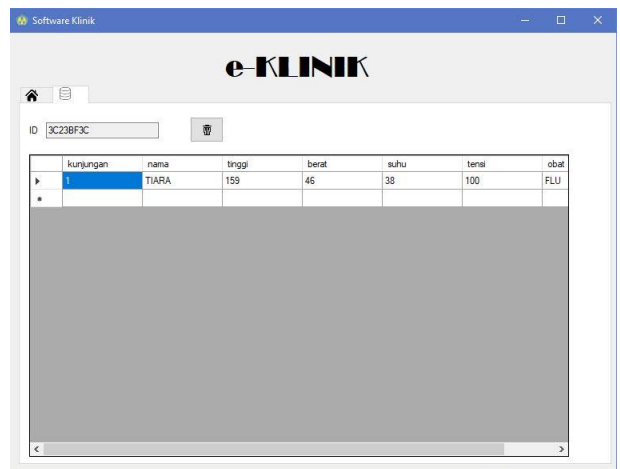 Software Klinik
e-KLINIK
ID 3C23BF3C
kunjungan nama tinggi berat suhu tensi obat
1 TIARA 159 46 38 100 FLU